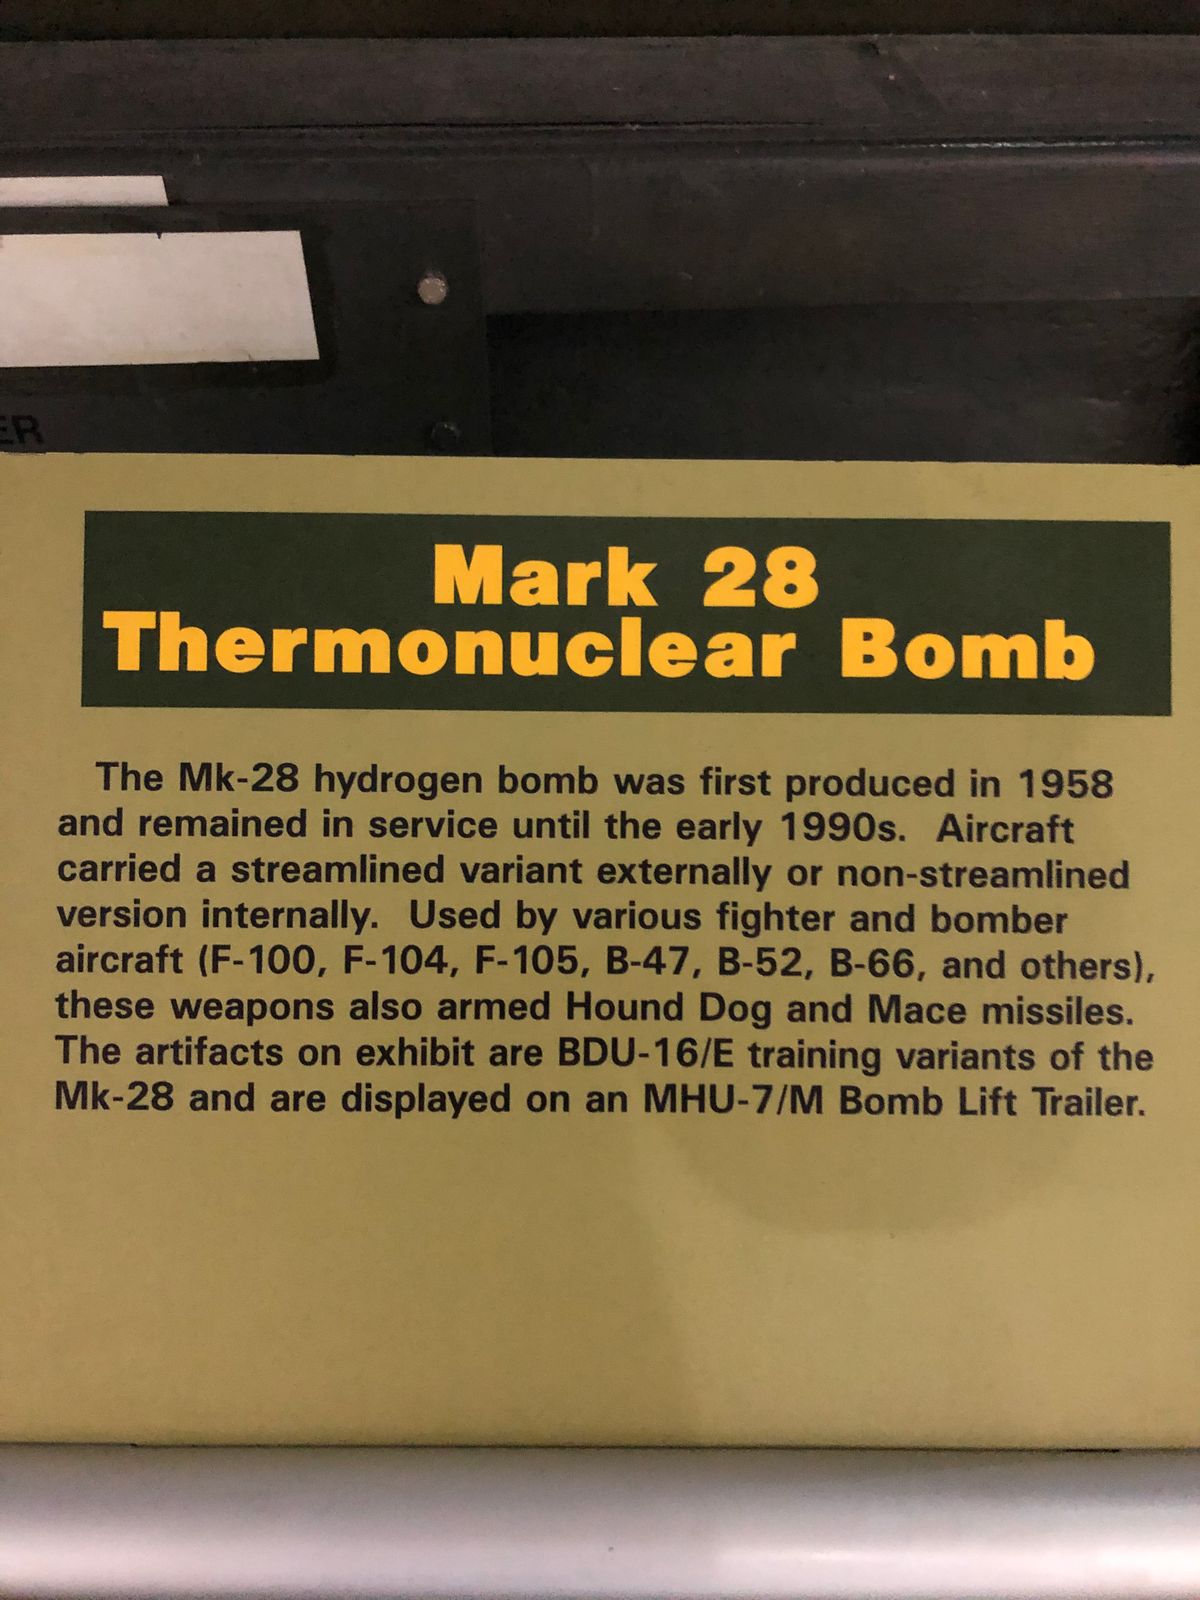 ER
Mark 28
Thermonuclear Bomb
The Mk-28 hydrogen bomb was first produced in 1958
and remained in service until the early 1990s. Aircraft
carried a streamlined variant externally or non-streamlined
version internally. Used by various fighter and bomber
aircraft (F-100, F-104, F-105, B-47, B-52, B-66, and others),
these weapons also armed Hound Dog and Mace missiles.
The artifacts on exhibit are BDU-16/E training variants of the
Mk-28 and are displayed on an MHU-7/M Bomb Lift Trailer.